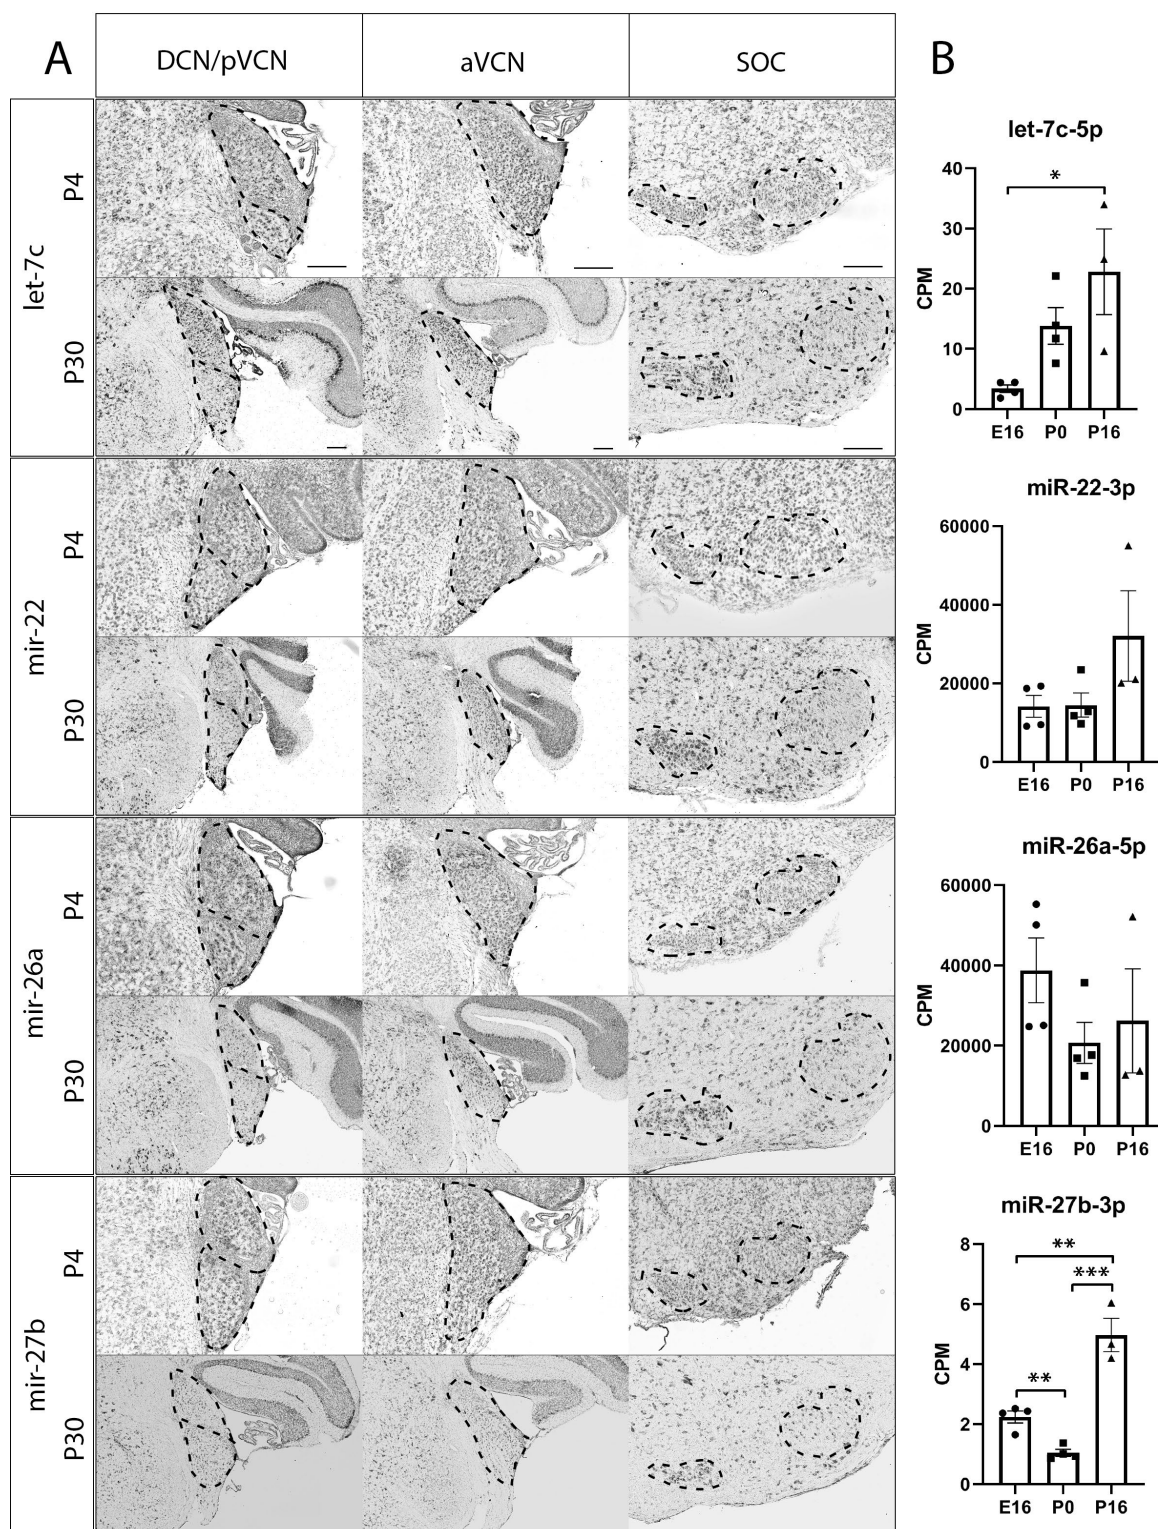 A
DCN/pVCN
aVCN
SOC
B
let-7c
P4
P30
mir-22
P4
P30
mir-26a
P4
P30
mir-27b
P4
P30
let-7c-5p
CPM
40
30
20
10
0
*
E16 P0 P16
miR-22-3p
CPM
60000
40000
20000
0
E16 P0 P16
miR-26a-5p
CPM
60000
40000
20000
0
E16 P0 P16
miR-27b-3p
CPM
8
6
4
2
0
**
***
**
E16 P0 P16